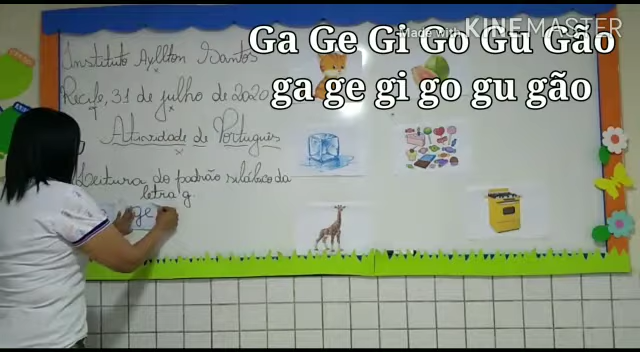 Made with KINEMASTER
Ga Ge Gi Go Gu Gão
ga ge gi go gu gão
Instituto Ayllton Santos
Recife, 31 de julho de 2020
Atividade de Português
Leitura do padrão silábico da
letra g
ge